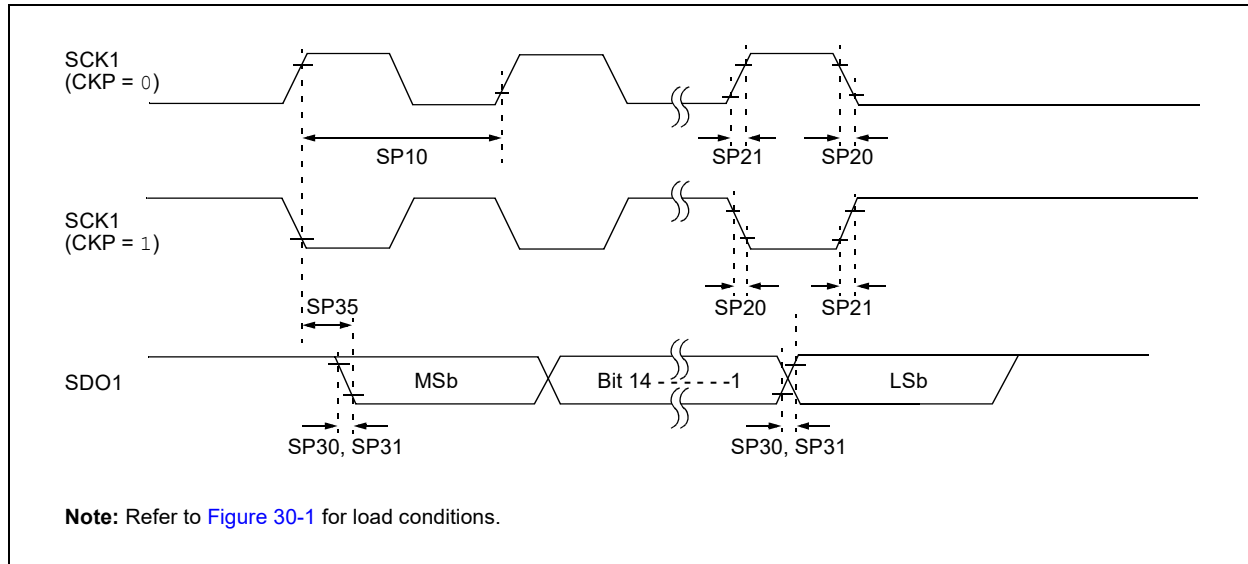 SCK1
(CKP = 0)
SP10
SP21
SP20
SCK1
(CKP = 1)
SP35
SP20
SP21
SDO1
MSb
Bit 14 - - - - - -1
LSb
SP30, SP31
SP30, SP31
Note: Refer to Figure 30-1 for load conditions.